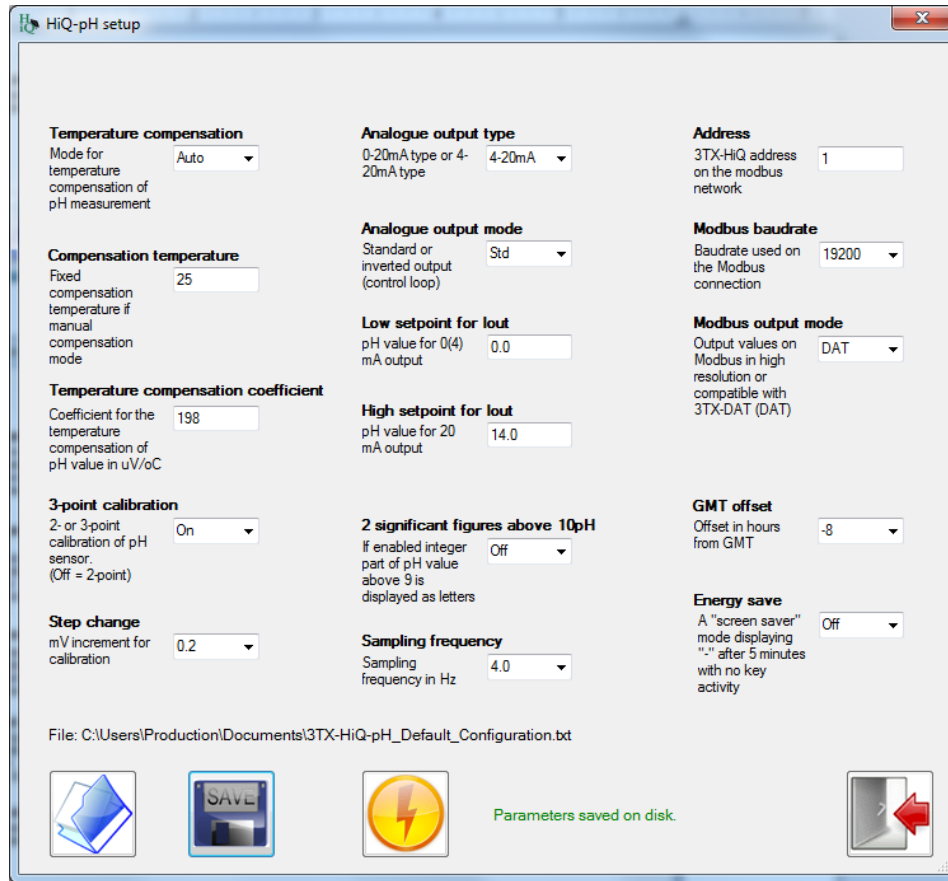 HiQ-pH setup
Temperature compensation
Mode for
temperature
compensation of
pH measurement
Auto
Compensation temperature
Fixed
compensation
temperature if
manual
compensation
mode
25
Temperature compensation coefficient
Coefficient for the
temperature
compensation of
pH value in uV/oC
198
3-point calibration
2- or 3-point
calibration of pH
sensor.
(Off = 2-point)
On
Step change
mV increment for
calibration
0.2
Analogue output type
0-20mA type or 4-
20mA type
4-20mA
Analogue output mode
Standard or
inverted output
(control loop)
Std
Low setpoint for Iout
pH value for 0(4)
mA output
0.0
High setpoint for Iout
pH value for 20
mA output
14.0
2 significant figures above 10pH
If enabled integer
part of pH value
above 9 is
displayed as letters
Off
Sampling frequency
Sampling
frequency in Hz
4.0
Address
3TX-HiQ address
on the modbus
network
1
Modbus baudrate
Baudrate used on
the Modbus
connection
19200
Modbus output mode
Output values on
Modbus in high
resolution or
compatible with
3TX-DAT (DAT)
DAT
GMT offset
Offset in hours
from GMT
-8
Energy save
A "screen saver"
mode displaying
"-" after 5 minutes
with no key
activity
Off
File: C:\Users\Production\Documents\3TX-HiQ-pH_Default_Configuration.txt
SAVE
Parameters saved on disk.